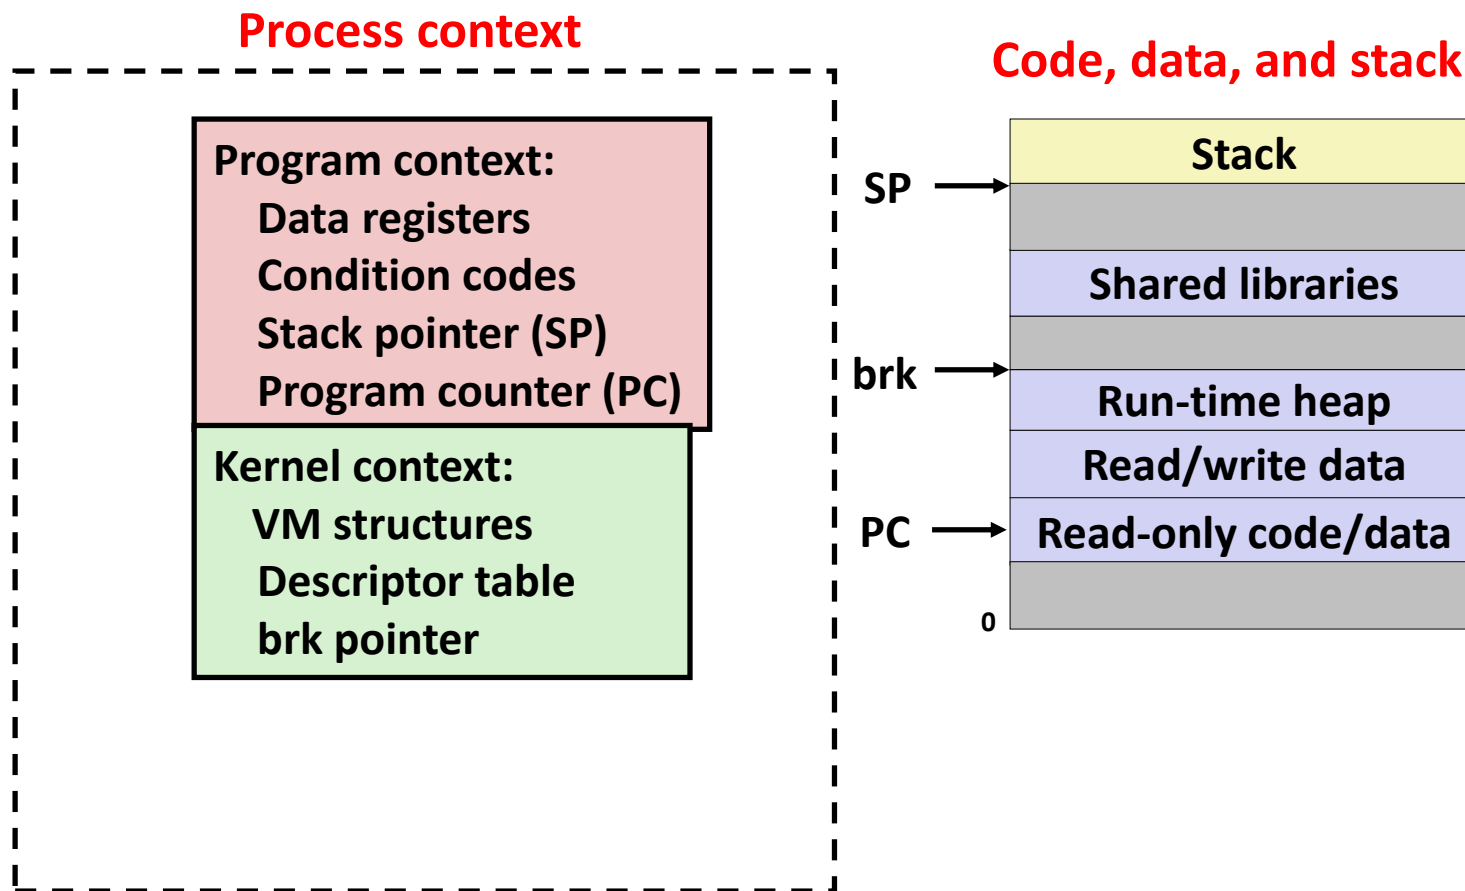 Process context
Program context:
Data registers
Condition codes
Stack pointer (SP)
Program counter (PC)
Kernel context:
VM structures
Descriptor table
brk pointer
Code, data, and stack
Stack
SP
Shared libraries
brk
Run-time heap
Read/write data
PC
Read-only code/data
0